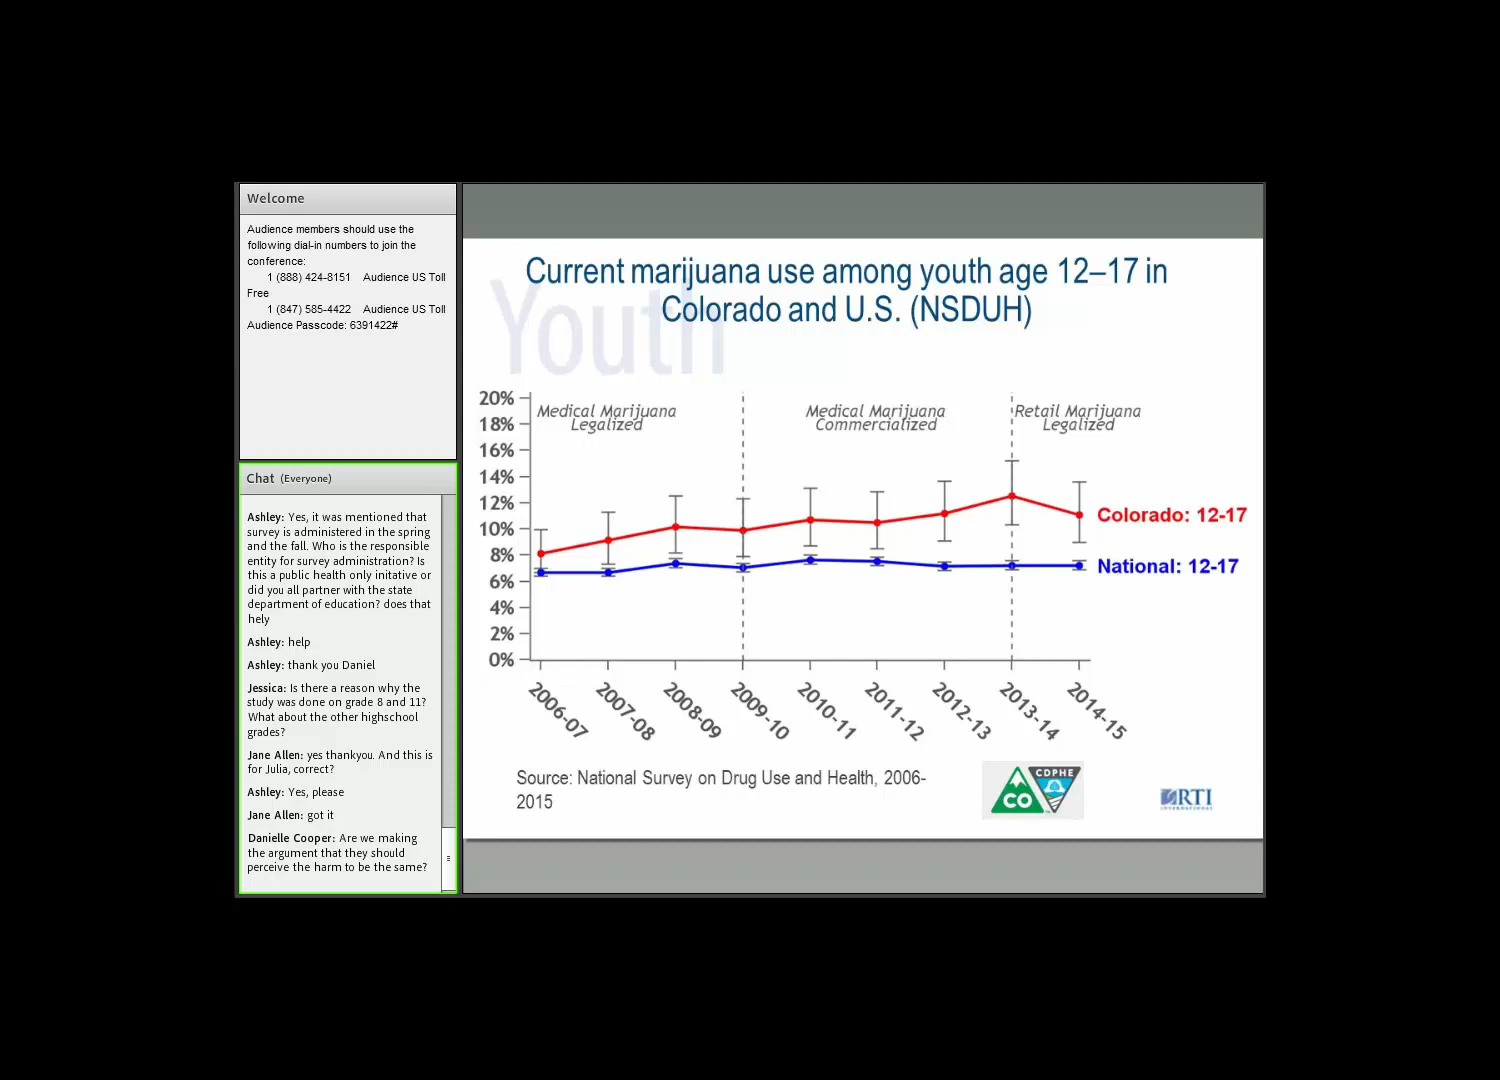 Welcome
Audience members should use the
following dial-in numbers to join the
conference:
1 (888) 424-8151 Audience US Toll
Free
1 (847) 585-4422 Audience US Toll
Audience Passcode: 6391422#
Chat (Everyone)
Ashley: Yes, it was mentioned that
survey is administered in the spring
and the fall. Who is the responsible
entity for survey administration? Is
this a public health only initative or
did you all partner with the state
department of education? does that
hely
Ashley: help
Ashley: thank you Daniel
Jessica: Is there a reason why the
study was done on grade 8 and 11?
What about the other highschool
grades?
Jane Allen: yes thankyou. And this is
for Julia, correct?
Ashley: Yes, please
Jane Allen: got it
Danielle Cooper: Are we making
the argument that they should
perceive the harm to be the same?
Youth
Current marijuana use among youth age 12–17 in
Colorado and U.S. (NSDUH)
20%
18%
16%
14%
12%
10%
8%
6%
4%
2%
0%
Medical Marijuana
Legalized
Medical Marijuana
Commercialized
Retail Marijuana
Legalized
Colorado: 12-17
National: 12-17
2006-07
2007-08
2008-09
2009-10
2010-11
2011-12
2012-13
2013-14
2014-15
Source: National Survey on Drug Use and Health, 2006-
2015
CO
CDPHE
RTI
INTERNATIONAL